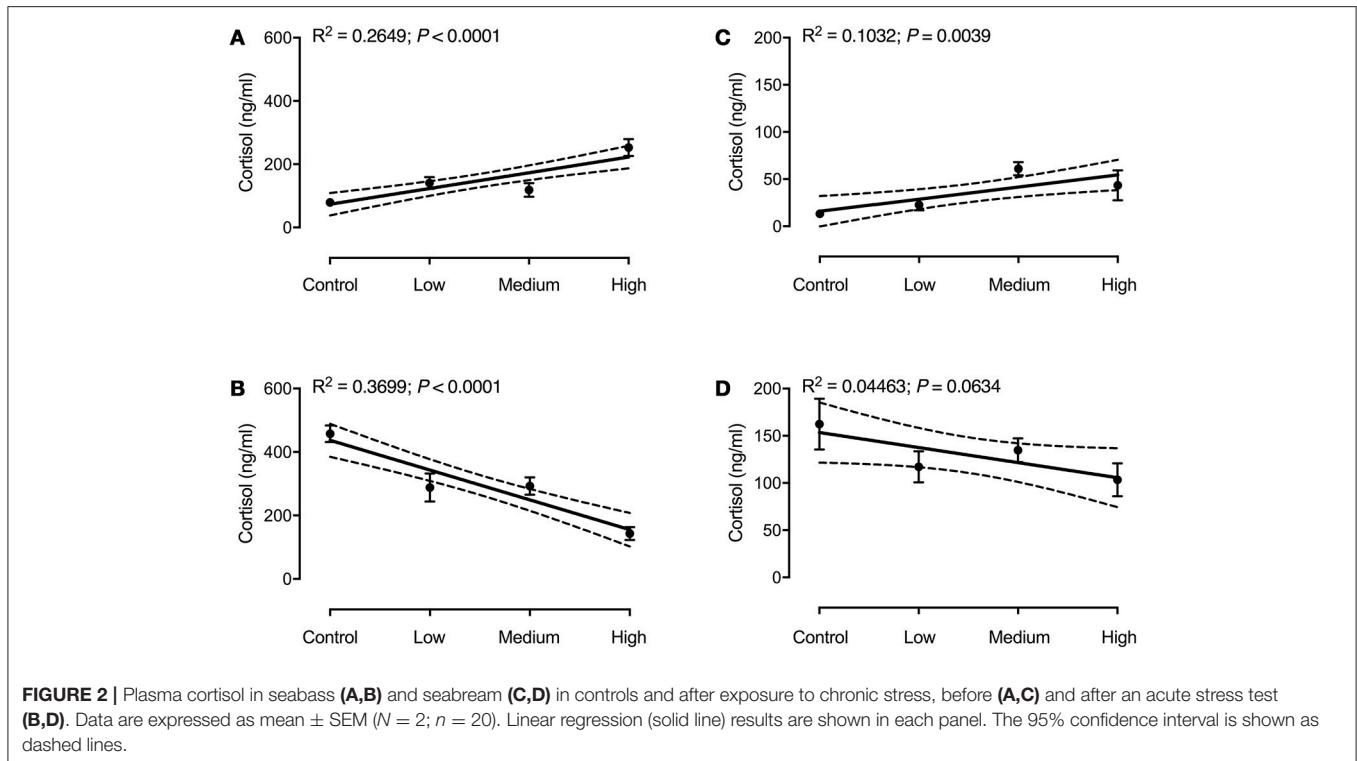 A
R² = 0.2649; P < 0.0001
Cortisol (ng/ml)
600
400
200
0
Control Low Medium High
C
R² = 0.1032; P = 0.0039
Cortisol (ng/ml)
200
150
100
50
0
Control Low Medium High
B
R² = 0.3699; P < 0.0001
Cortisol (ng/ml)
600
400
200
0
Control Low Medium High
D
R² = 0.04463; P = 0.0634
Cortisol (ng/ml)
200
150
100
50
0
Control Low Medium High
FIGURE 2 | Plasma cortisol in seabass (A,B) and seabream (C,D) in controls and after exposure to chronic stress, before (A,C) and after an acute stress test
(B,D). Data are expressed as mean ± SEM (N = 2; n = 20). Linear regression (solid line) results are shown in each panel. The 95% confidence interval is shown as
dashed lines.